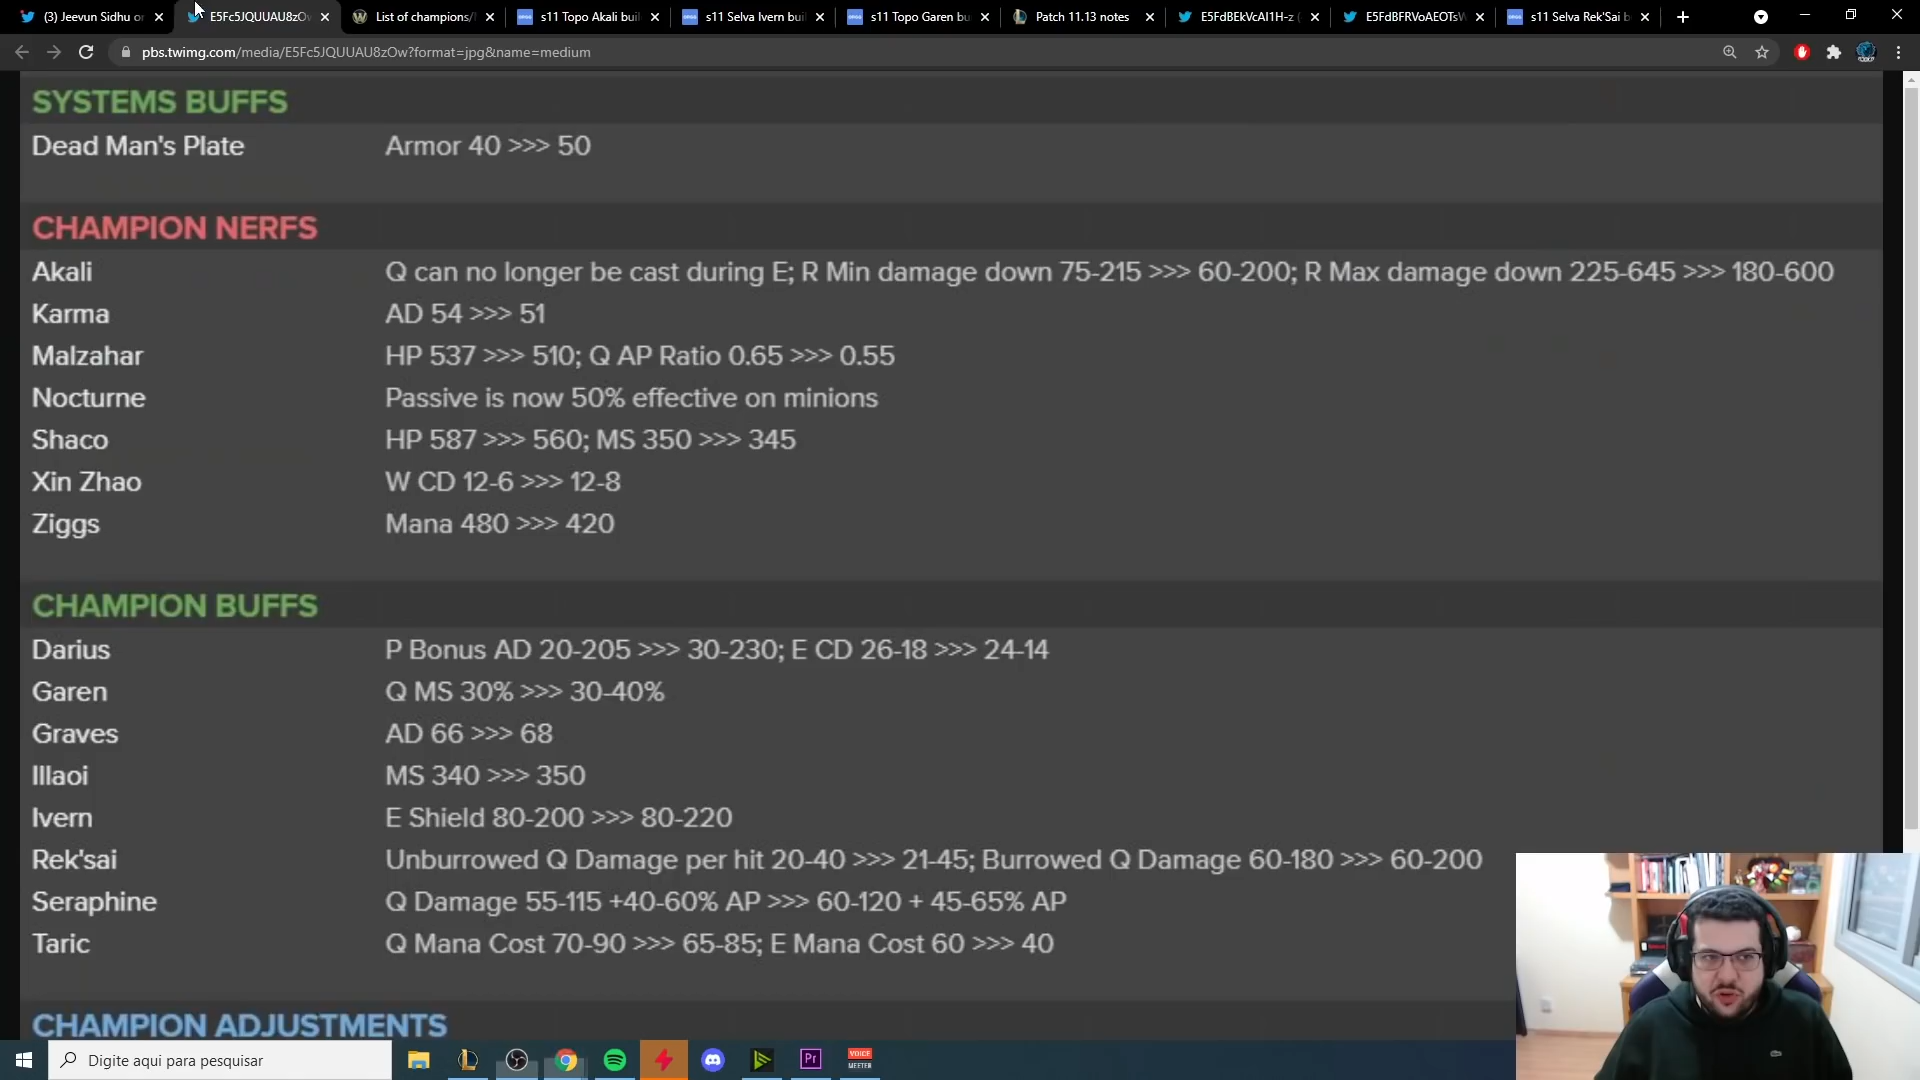 (3) Jeevun Sidhu on
E5Fc5JQUUAU8zOw
List of champions/
s11 Topo Akali buil
s11 Selva Ivern buil
s11 Topo Garen bu
Patch 11.13 notes
E5FdBEkVcAI1H-z (
E5FdBFRVoAEOTsW
s11 Selva Rek'Sai b
pbs.twimg.com/media/E5Fc5JQUUAU8zOw?format=jpg&name=medium
SYSTEMS BUFFS
Dead Man's Plate Armor 40 >>> 50
CHAMPION NERFS
Akali Q can no longer be cast during E; R Min damage down 75-215 >>> 60-200; R Max damage down 225-645 >>> 180-600
Karma AD 54 >>> 51
Malzahar HP 537 >>> 510; Q AP Ratio 0.65 >>> 0.55
Nocturne Passive is now 50% effective on minions
Shaco HP 587 >>> 560; MS 350 >>> 345
Xin Zhao W CD 12-6 >>> 12-8
Ziggs Mana 480 >>> 420
CHAMPION BUFFS
Darius P Bonus AD 20-205 >>> 30-230; E CD 26-18 >>> 24-14
Garen Q MS 30% >>> 30-40%
Graves AD 66 >>> 68
Illaoi MS 340 >>> 350
Ivern E Shield 80-200 >>> 80-220
Rek'sai Unburrowed Q Damage per hit 20-40 >>> 21-45; Burrowed Q Damage 60-180 >>> 60-200
Seraphine Q Damage 55-115 +40-60% AP >>> 60-120 + 45-65% AP
Taric Q Mana Cost 70-90 >>> 65-85; E Mana Cost 60 >>> 40
CHAMPION ADJUSTMENTS
Digite aqui para pesquisar
Pr
VOICE
MEETER